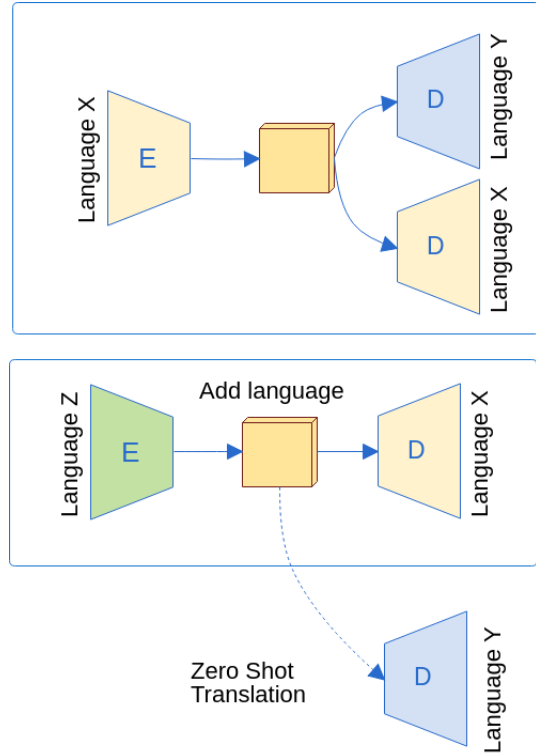 Language X
E
D
Language Y
D
Language X
Add language
Language Z
E
D
Language X
Zero Shot
Translation
D
Language Y